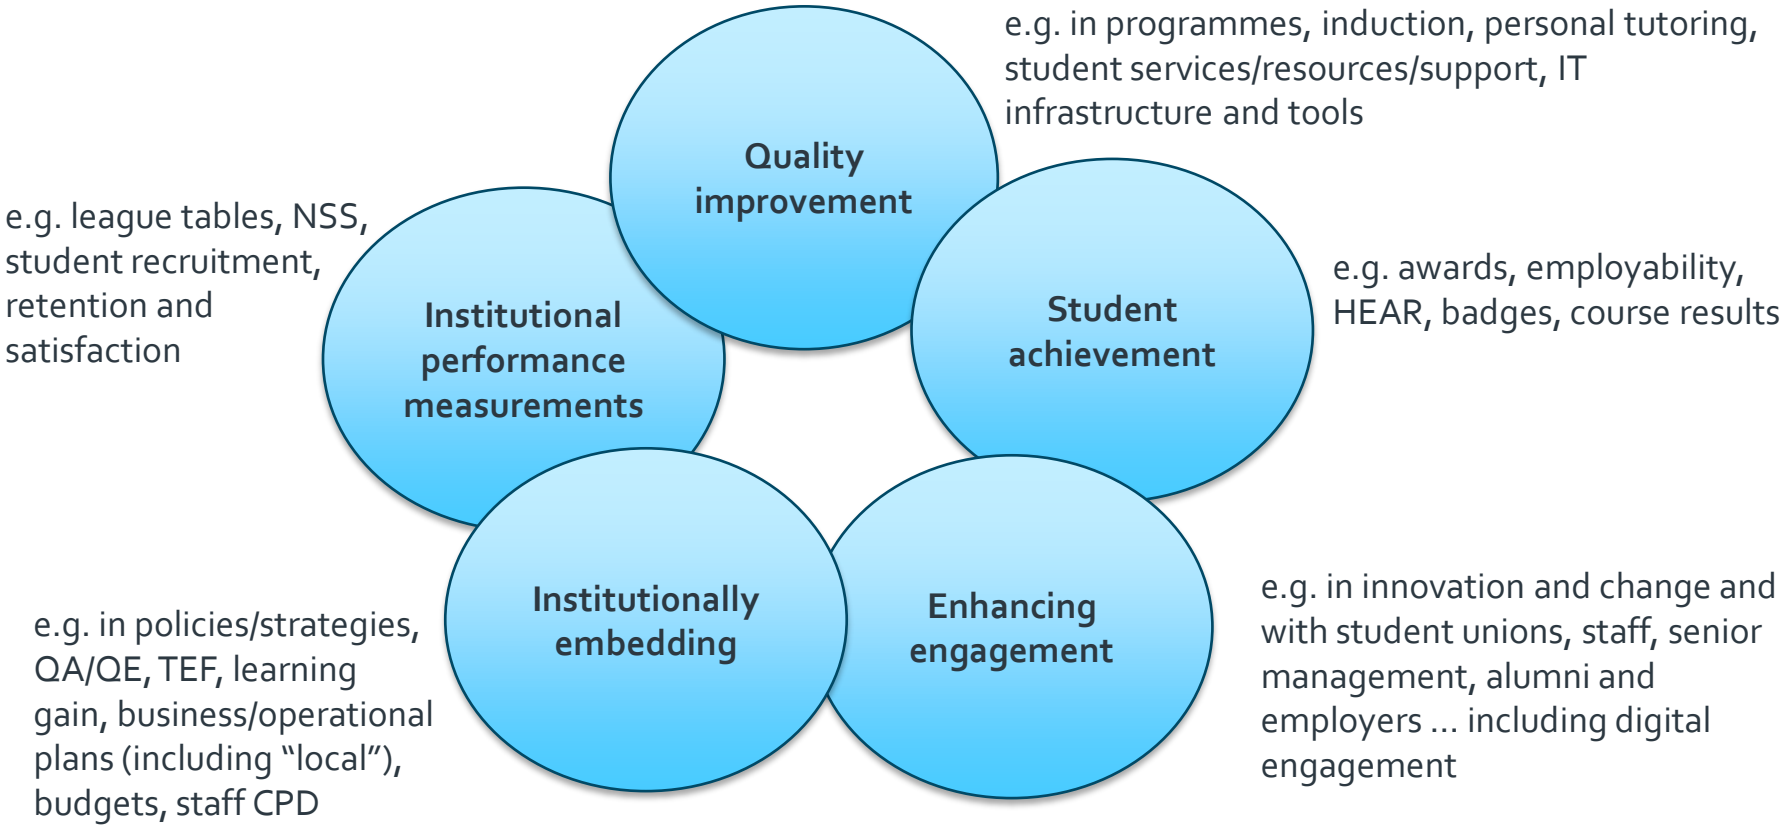 e.g. in programmes, induction, personal tutoring,
student services/resources/support, IT
infrastructure and tools
Quality
improvement
e.g. league tables, NSS,
student recruitment,
retention and
satisfaction
Institutional
performance
measurements
Student
achievement
e.g. awards, employability,
HEAR, badges, course results
e.g. in policies/strategies,
QA/QE, TEF, learning
gain, business/operational
plans (including “local”),
budgets, staff CPD
Institutionally
embedding
Enhancing
engagement
e.g. in innovation and change and
with student unions, staff, senior
management, alumni and
employers ... including digital
engagement